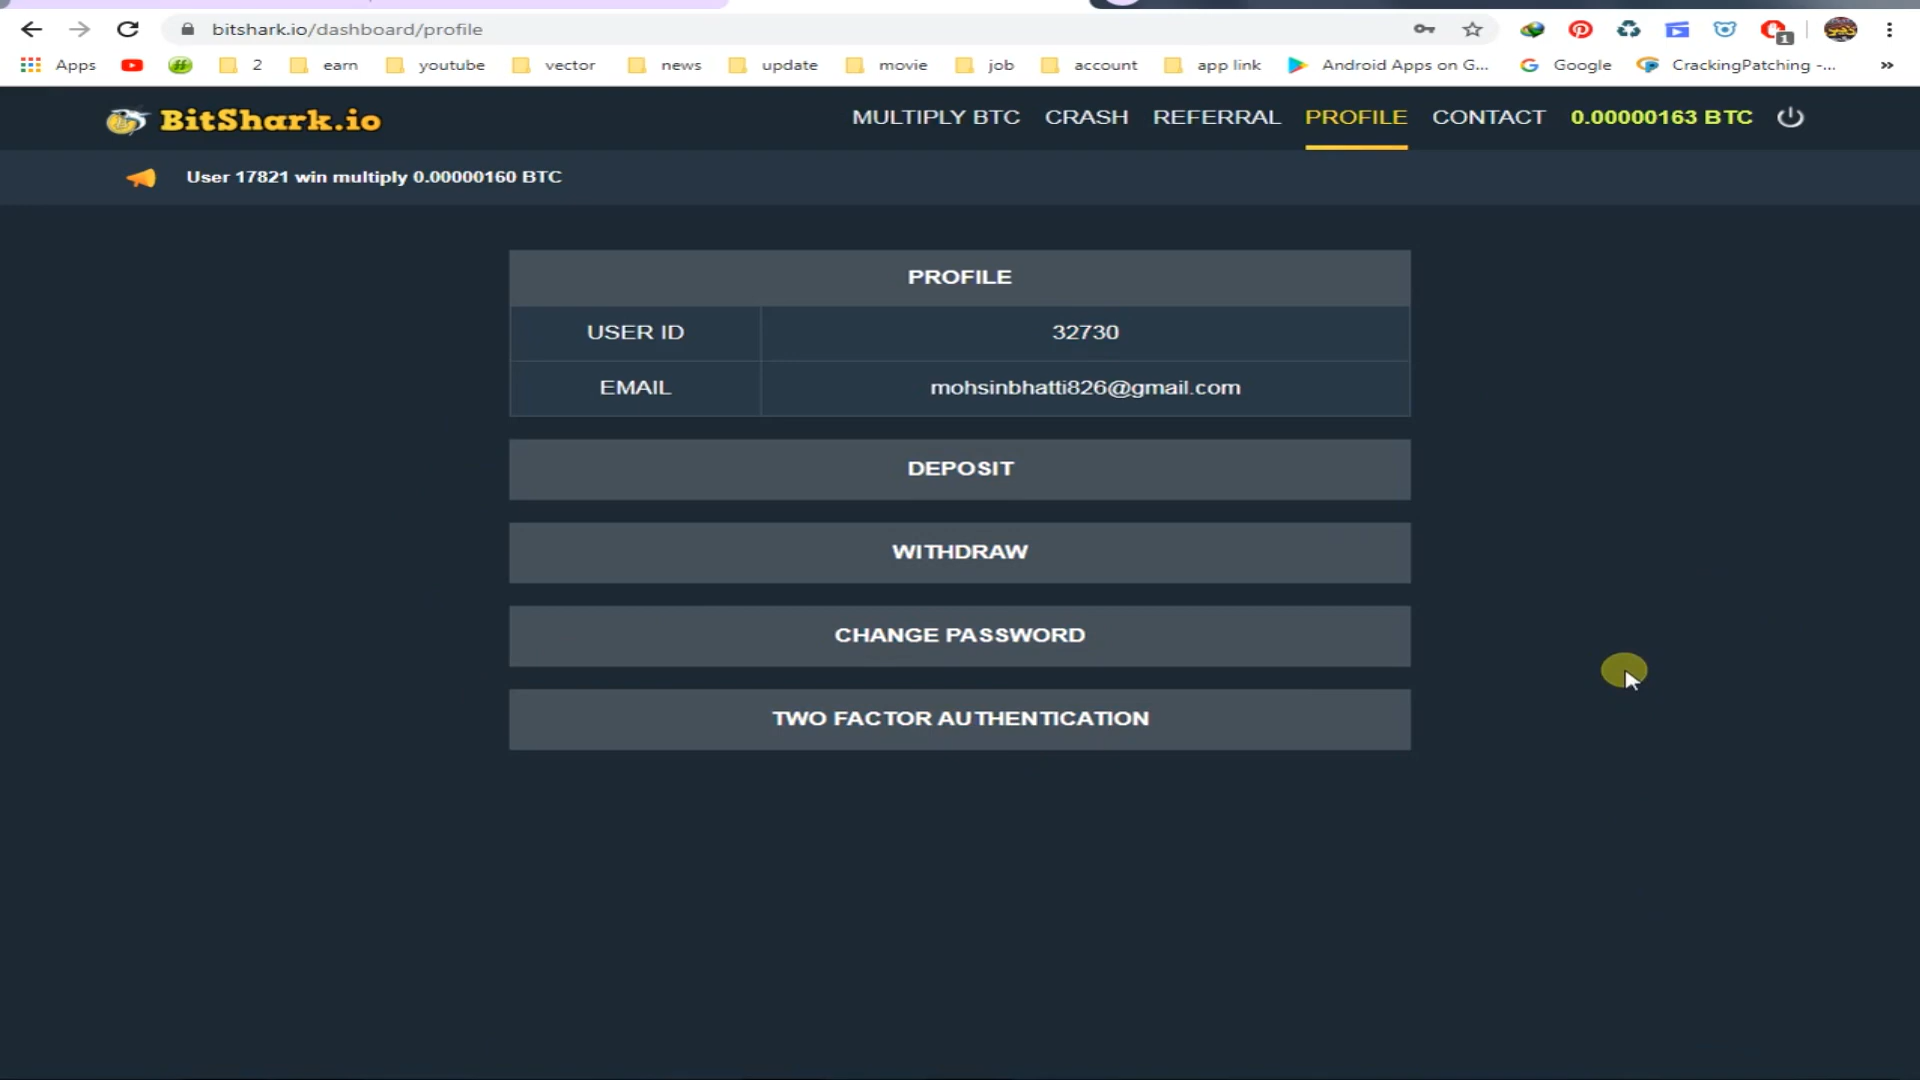 bitshark.io/dashboard/profile
1
Apps 2 earn youtube vector news update movie job account app link Android Apps on G... Google CrackingPatching -... »
BitShark.io MULTIPLY BTC CRASH REFERRAL PROFILE CONTACT 0.00000163 BTC
User 17821 win multiply 0.00000160 BTC
PROFILE
USER ID 32730
EMAIL mohsinbhatti826@gmail.com
DEPOSIT
WITHDRAW
CHANGE PASSWORD
TWO FACTOR AUTHENTICATION